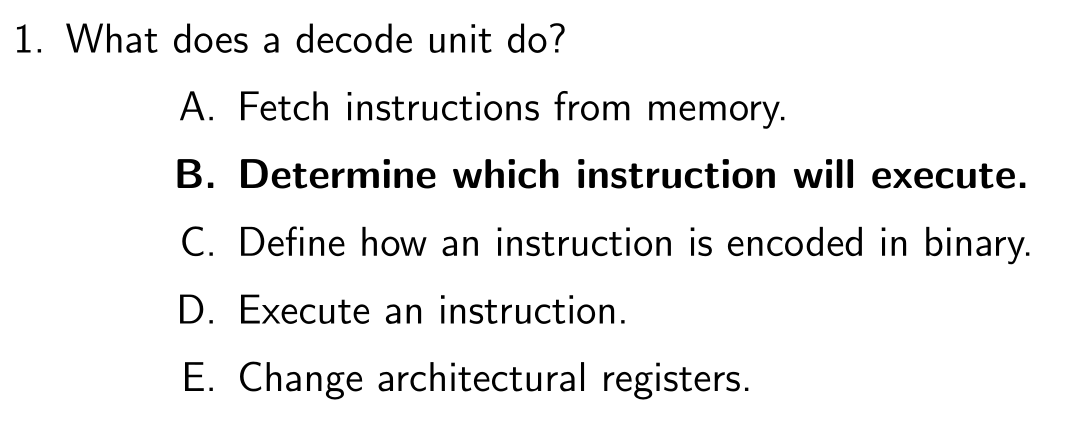 1. What does a decode unit do?
A. Fetch instructions from memory.
B. Determine which instruction will execute.
C. Define how an instruction is encoded in binary.
D. Execute an instruction.
E. Change architectural registers.